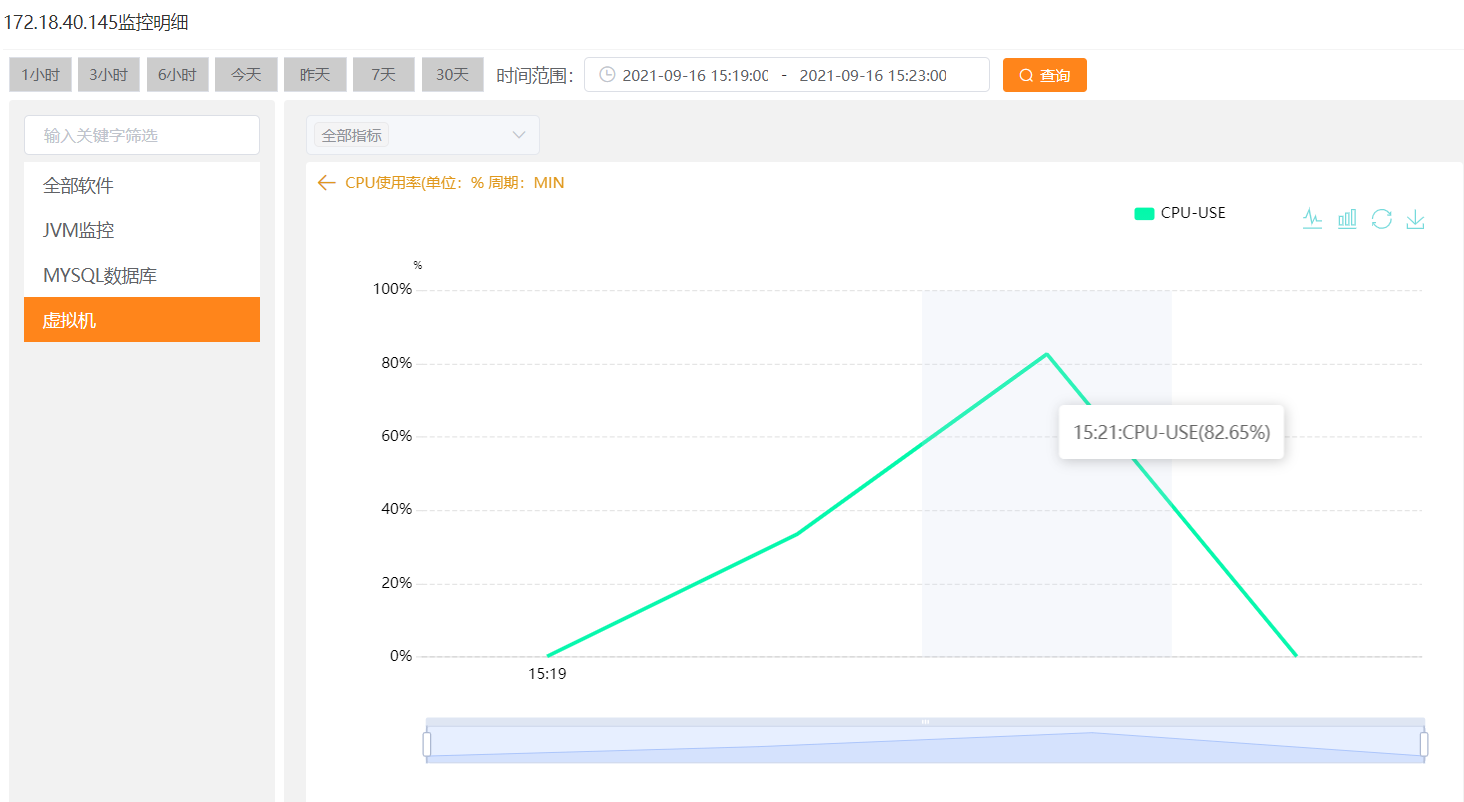 172.18.40.145监控明细
1小时 3小时 6小时 今天 昨天 7天 30天 时间范围： 2021-09-16 15:19:00 - 2021-09-16 15:23:00 查询
输入关键字筛选
全部指标
全部软件
JVM监控
MYSQL数据库
虚拟机
CPU使用率(单位：% 周期：MIN
CPU-USE
%
100%
80%
60%
40%
20%
0%
15:21:CPU-USE(82.65%)
15:19